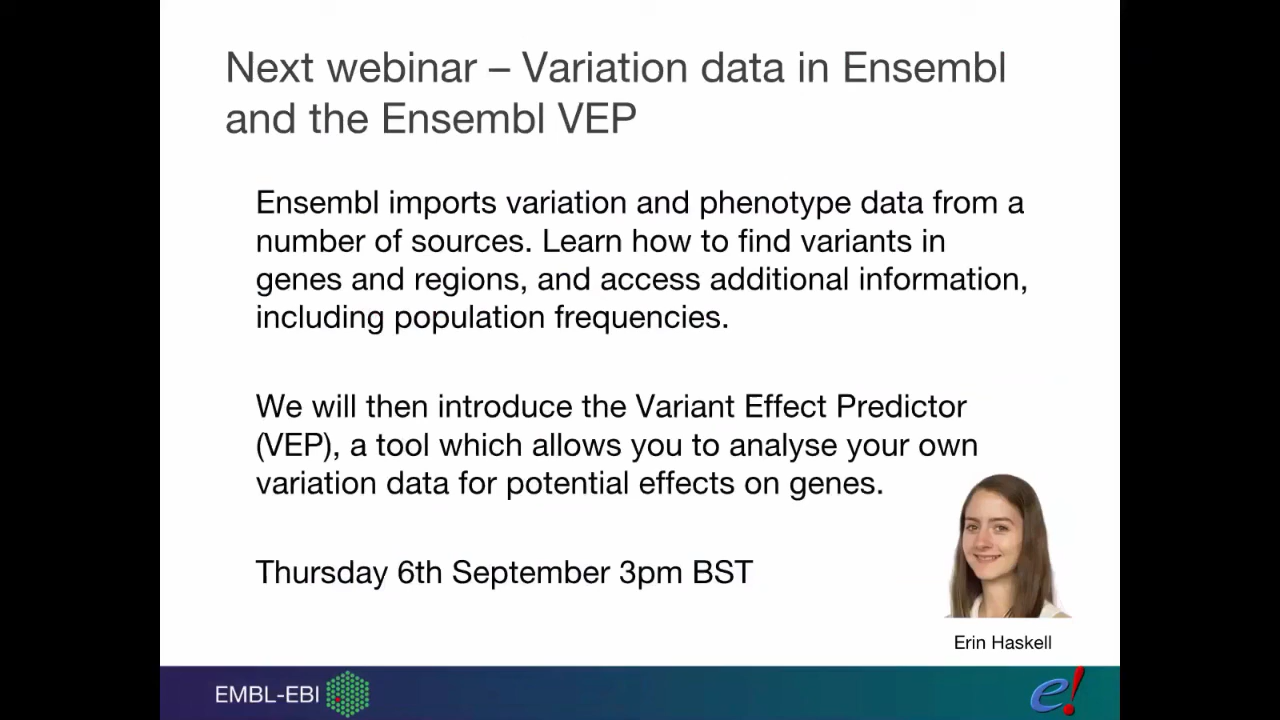 Next webinar – Variation data in Ensembl
and the Ensembl VEP
Ensembl imports variation and phenotype data from a
number of sources. Learn how to find variants in
genes and regions, and access additional information,
including population frequencies.
We will then introduce the Variant Effect Predictor
(VEP), a tool which allows you to analyse your own
variation data for potential effects on genes.
Thursday 6th September 3pm BST
Erin Haskell
EMBL-EBI
e!